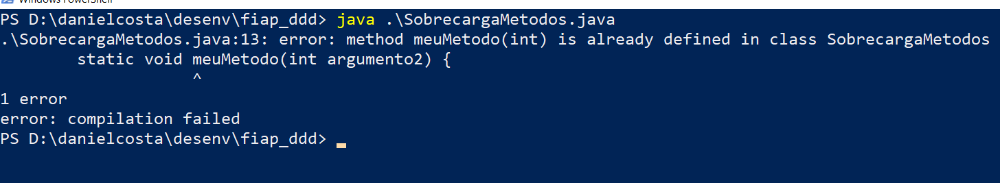 Windows PowerShell
PS D:\danielcosta\desenv\fiap_ddd> java .\SobrecargaMetodos.java
.\SobrecargaMetodos.java:13: error: method meuMetodo(int) is already defined in class SobrecargaMetodos
        static void meuMetodo(int argumento2) {
                    ^
1 error
error: compilation failed
PS D:\danielcosta\desenv\fiap_ddd>